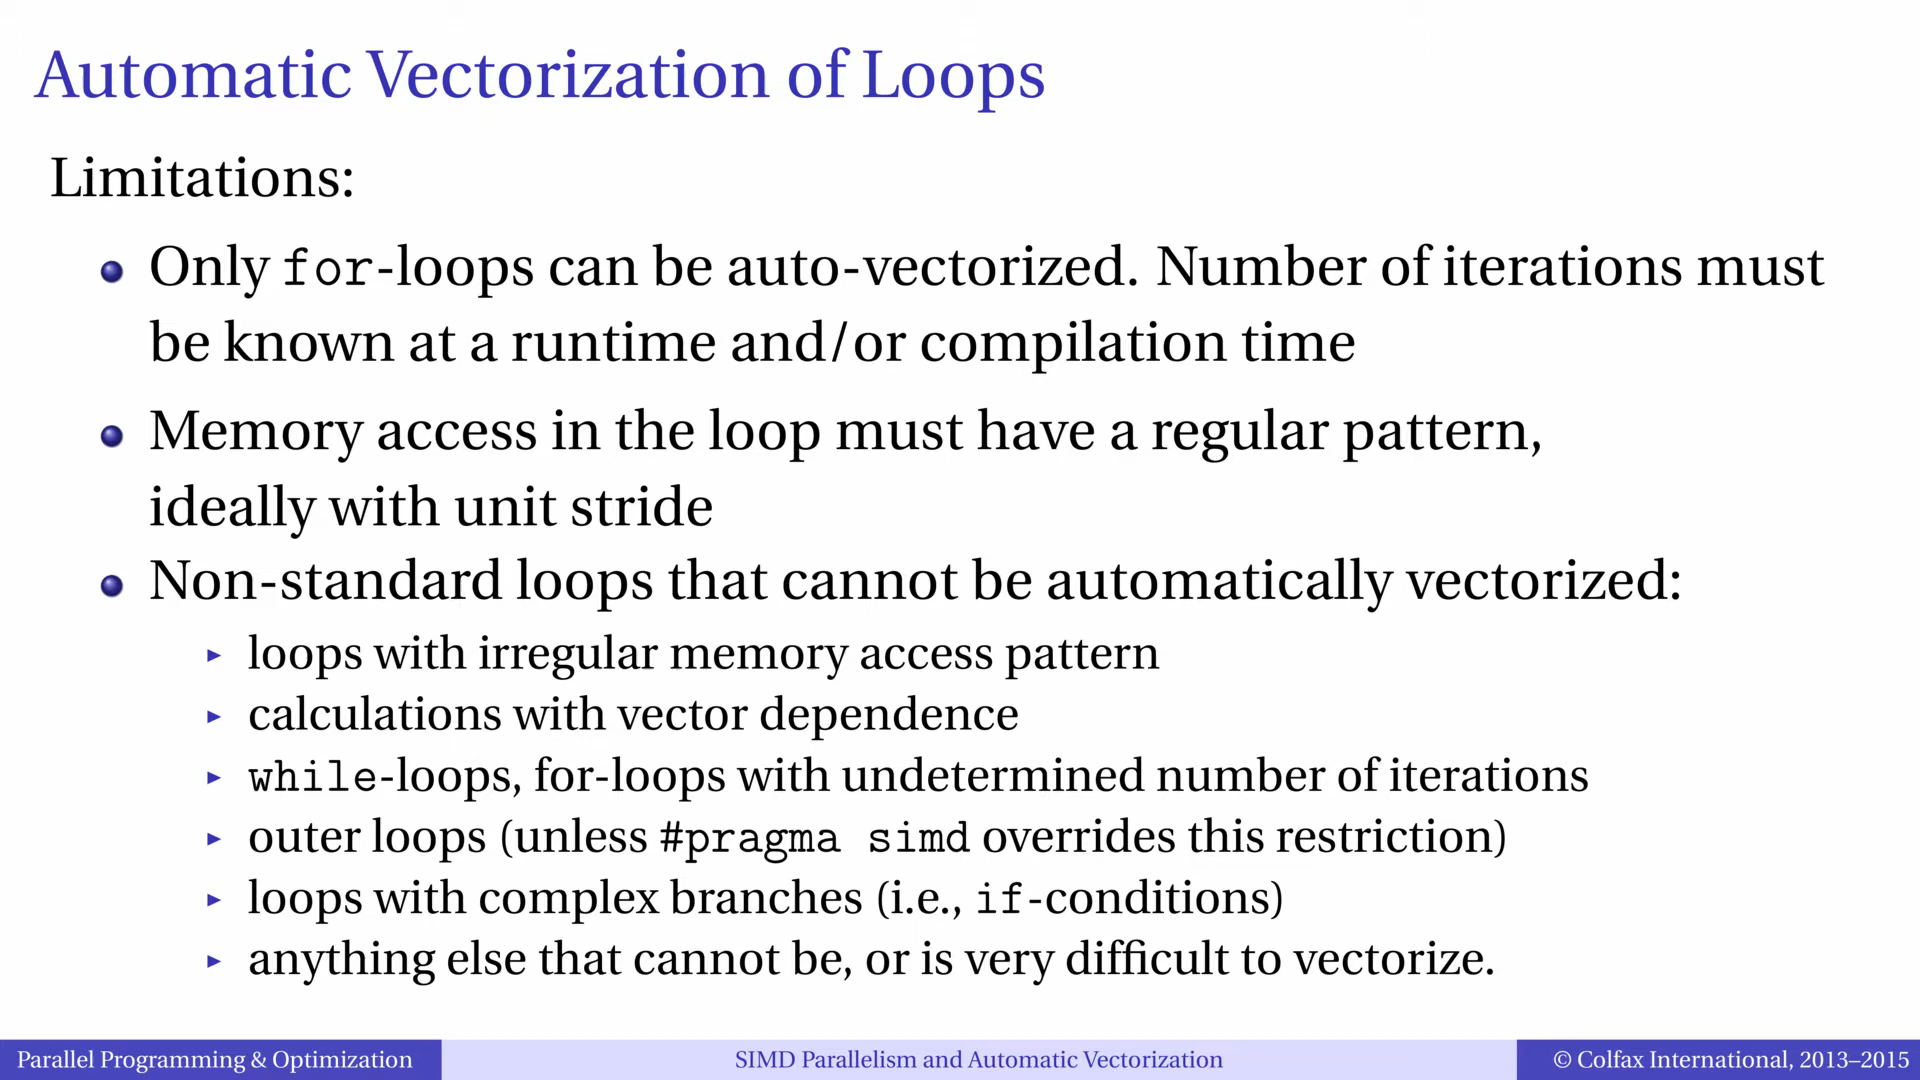 Automatic Vectorization of Loops
Limitations:
Only for-loops can be auto-vectorized. Number of iterations must
be known at a runtime and/or compilation time
Memory access in the loop must have a regular pattern,
ideally with unit stride
Non-standard loops that cannot be automatically vectorized:
loops with irregular memory access pattern
calculations with vector dependence
while-loops, for-loops with undetermined number of iterations
outer loops (unless #pragma simd overrides this restriction)
loops with complex branches (i.e., if-conditions)
anything else that cannot be, or is very difficult to vectorize.
Parallel Programming & Optimization
SIMD Parallelism and Automatic Vectorization
© Colfax International, 2013–2015